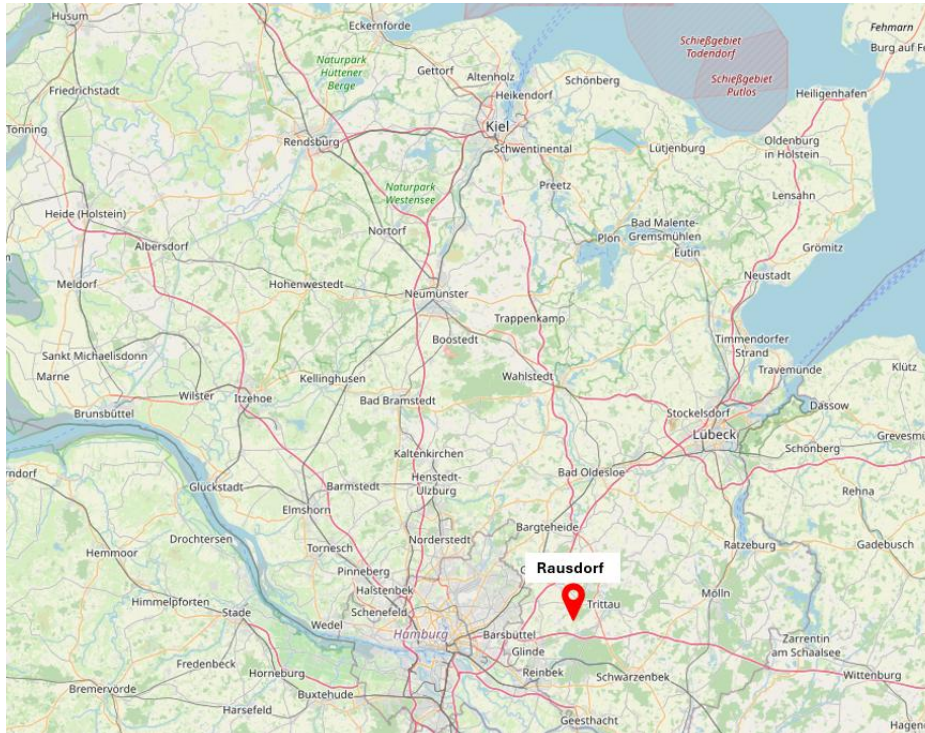 Husum
Eckernförde
Fehmarn
Burg auf Fe
Schießgebiet
Todendorf
Naturpark
Hüttener
Berge
Gettorf
Altenholz
Schönberg
Schießgebiet
Putlos
Friedrichstadt
Heikendorf
Heiligenhafen
Tönning
Kiel
Rendsburg
Schwentinental
Lütjenburg
Oldenburg
in Holstein
Naturpark
Westensee
Preetz
Lensahn
Heide (Holstein)
Nortorf
Bad Malente-
Gremsmühlen
Albersdorf
Plön
Eutin
Grömitz
Meldorf
Hohenwestedt
Neumünster
Neustadt
Trappenkamp
Boostedt
Timmendorfer
Strand
Sankt Michaelisdonn
Marne
Kellinghusen
Wahlstedt
Travemünde
Klütz
Wilster
Itzehoe
Bad Bramstedt
Brunsbüttel
Stockelsdorf
Dassow
Lübeck
Kaltenkirchen
Schönberg
Grevesmü
Glückstadt
Barmstedt
Henstedt-
Ulzburg
Bad Oldesloe
Rehna
rndorf
Elmshorn
Drochtersen
Norderstedt
Bargteheide
Hemmoor
Tornesch
Ratzeburg
Gadebusch
Pinneberg
Rausdorf
Halstenbek
Himmelpforten
Schenefeld
Trittau
Mölln
Stade
Wedel
Hamburg
Barsbüttel
Zarrentin
am Schaalsee
Fredenbeck
Glinde
Horneburg
Reinbek
Schwarzenbek
Wittenburg
Bremervörde
Buxtehude
Harsefeld
Geesthacht
Hagen